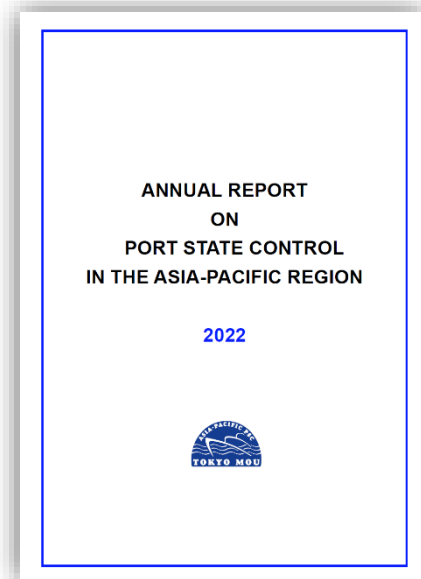 ANNUAL REPORT
ON
PORT STATE CONTROL
IN THE ASIA-PACIFIC REGION
2022
ASIA-PACIFIC PSC
TOKYO MOU